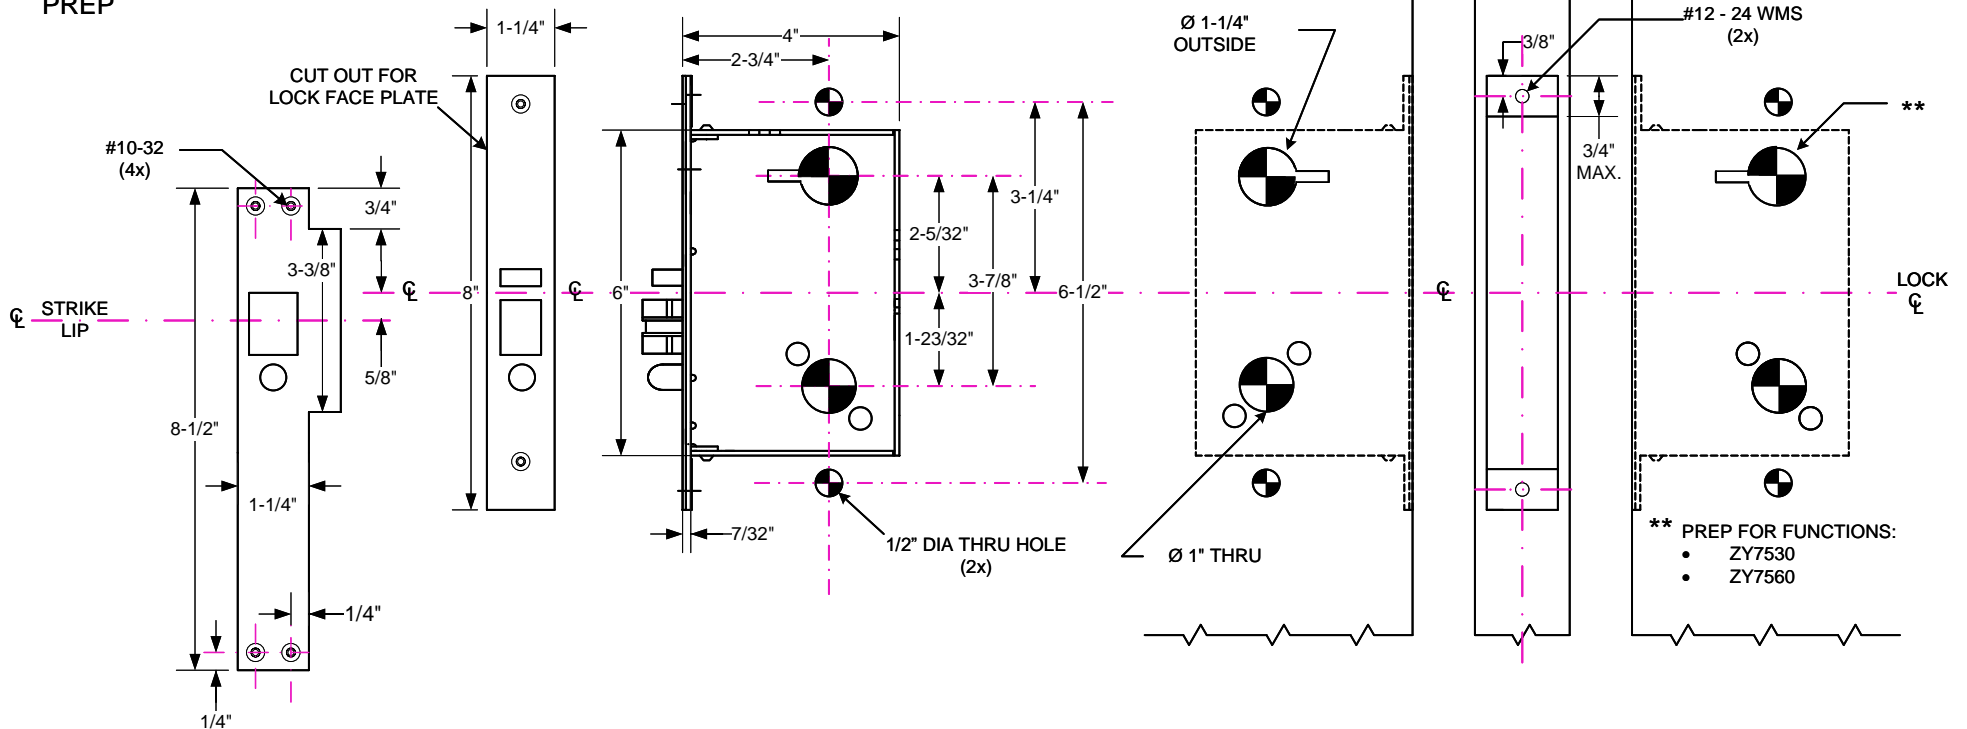 PREP
1-1/4"
4"
2-3/4"
Ø 1-1/4"
OUTSIDE
#12 - 24 WMS
(2x)
3/8"
CUT OUT FOR
LOCK FACE PLATE
**
#10-32
(4x)
3/4"
MAX.
3/4"
3-1/4"
2-5/32"
3-3/8"
3-7/8"
LOCK
℄
℄
8"
℄
6"
6-1/2"
℄
℄
STRIKE
LIP
1-23/32"
5/8"
8-1/2"
1-1/4"
7/32"
1/2” DIA THRU HOLE
(2x)
Ø 1" THRU
** PREP FOR FUNCTIONS:
• ZY7530
• ZY7560
1/4"
1/4"